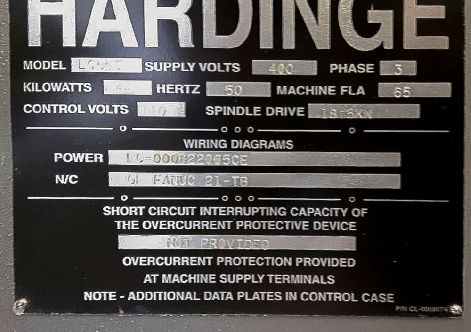 HARDINGE
MODEL SUPPLY VOLTS 400 PHASE 3
KILOWATTS HERTZ 50 MACHINE FLA 65
CONTROL VOLTS SPINDLE DRIVE
WIRING DIAGRAMS
POWER
N/C FANUC 21-TB
SHORT CIRCUIT INTERRUPTING CAPACITY OF
THE OVERCURRENT PROTECTIVE DEVICE
NOT PROVIDED
OVERCURRENT PROTECTION PROVIDED
AT MACHINE SUPPLY TERMINALS
NOTE - ADDITIONAL DATA PLATES IN CONTROL CASE
P/N